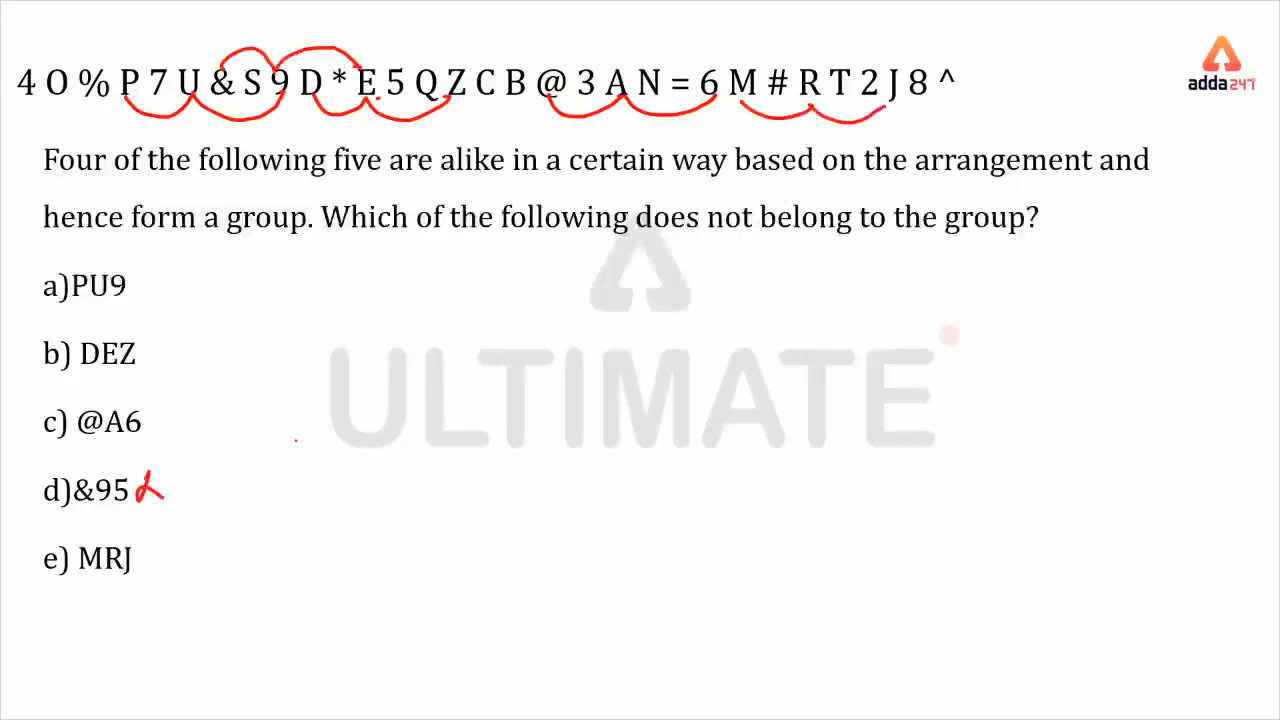 4 O % P 7 U & S 9 D * E 5 Q Z C B @ 3 A N = 6 M # R T 2 J 8 ^
adda247
Four of the following five are alike in a certain way based on the arrangement and
hence form a group. Which of the following does not belong to the group?
a)PU9
b) DEZ
c) @A6
d)&95
e) MRJ
ULTIMATE